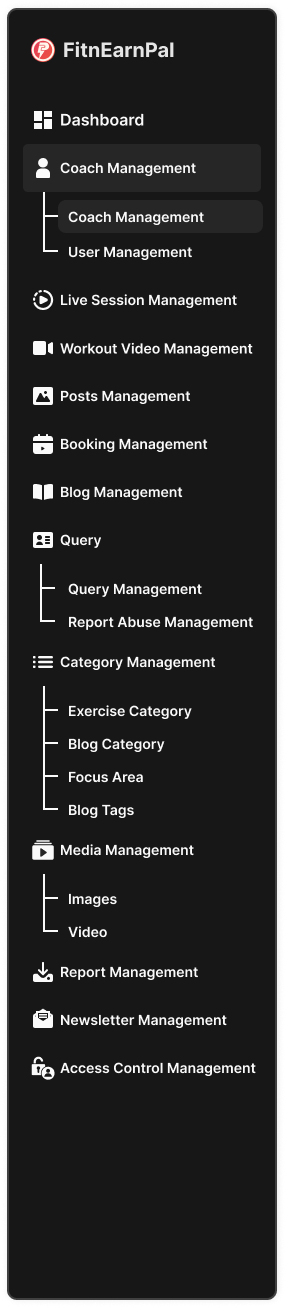 FitnEarnPal
Dashboard
Coach Management
Coach Management
User Management
Live Session Management
Workout Video Management
Posts Management
Booking Management
Blog Management
Query
Query Management
Report Abuse Management
Category Management
Exercise Category
Blog Category
Focus Area
Blog Tags
Media Management
Images
Video
Report Management
Newsletter Management
Access Control Management